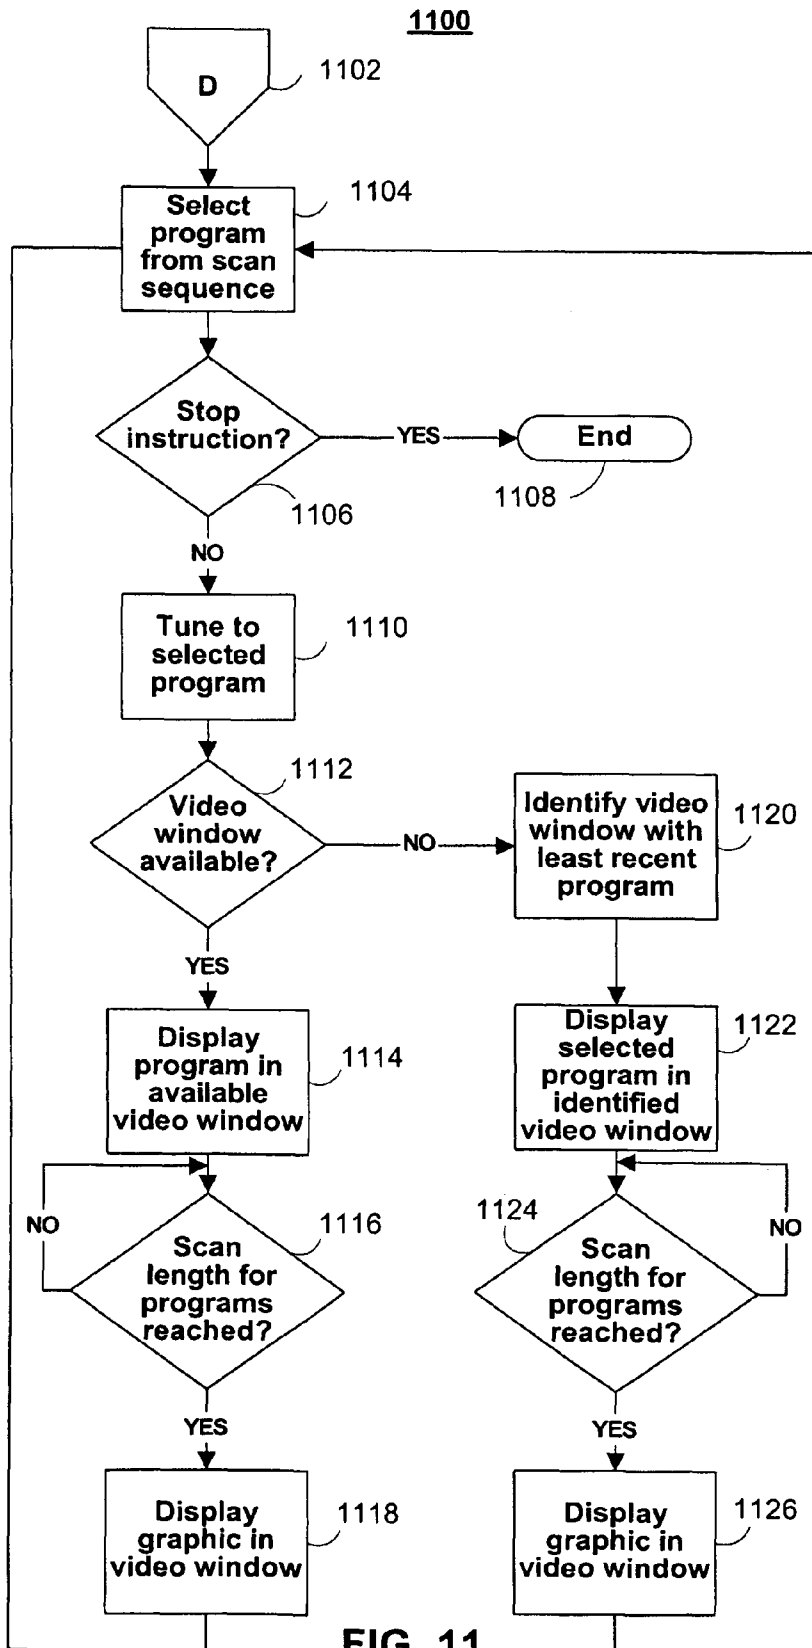 1100
D
1102
1104
Select
program
from scan
sequence
Stop
instruction?
YES
End
1106
1108
NO
Tune to
selected
program
1110
1112
Video
window
available?
NO
Identify video
window with
least recent
program
1120
YES
Display
program in
available
video window
1114
Display
selected
program in
identified
video window
1122
NO
1116
Scan
length for
programs
reached?
1124
Scan
length for
programs
reached?
NO
YES
YES
Display
graphic in
video window
1118
Display
graphic in
video window
1126
FIG. 11